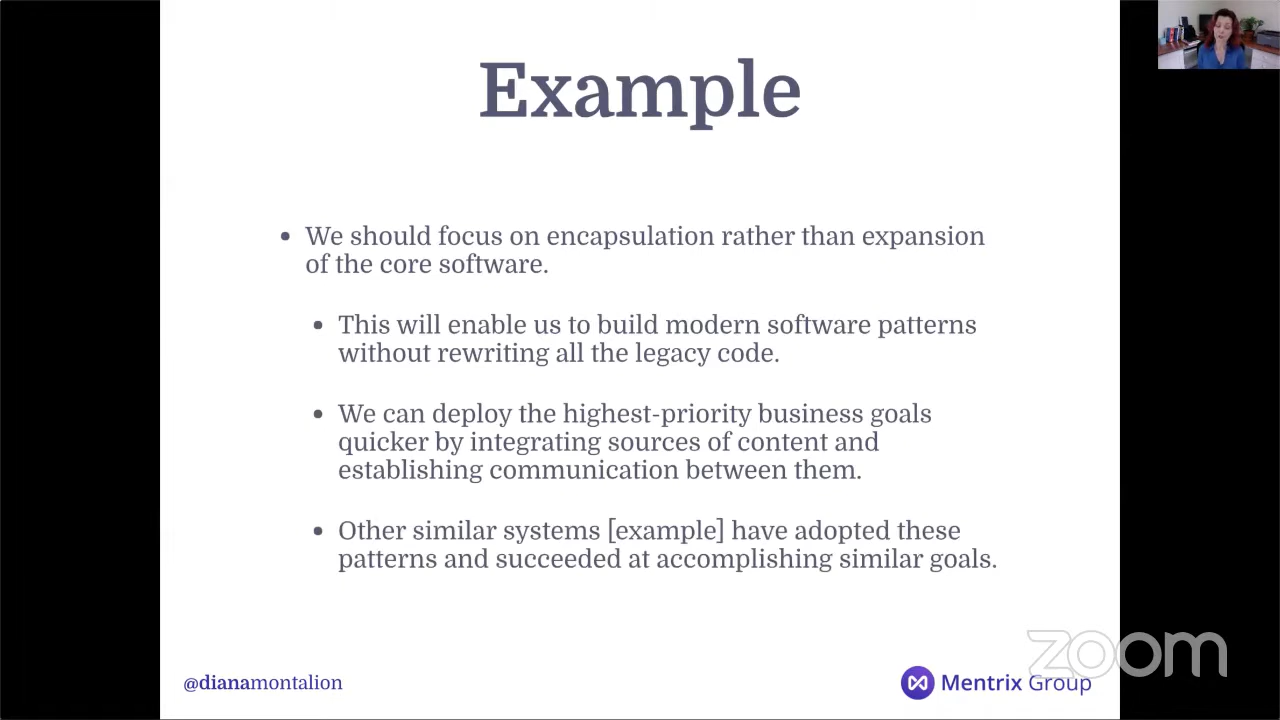 Example
• We should focus on encapsulation rather than expansion
of the core software.
• This will enable us to build modern software patterns
without rewriting all the legacy code.
• We can deploy the highest-priority business goals
quicker by integrating sources of content and
establishing communication between them.
• Other similar systems [example] have adopted these
patterns and succeeded at accomplishing similar goals.
zoom
@dianamontalion
Mentrix Group